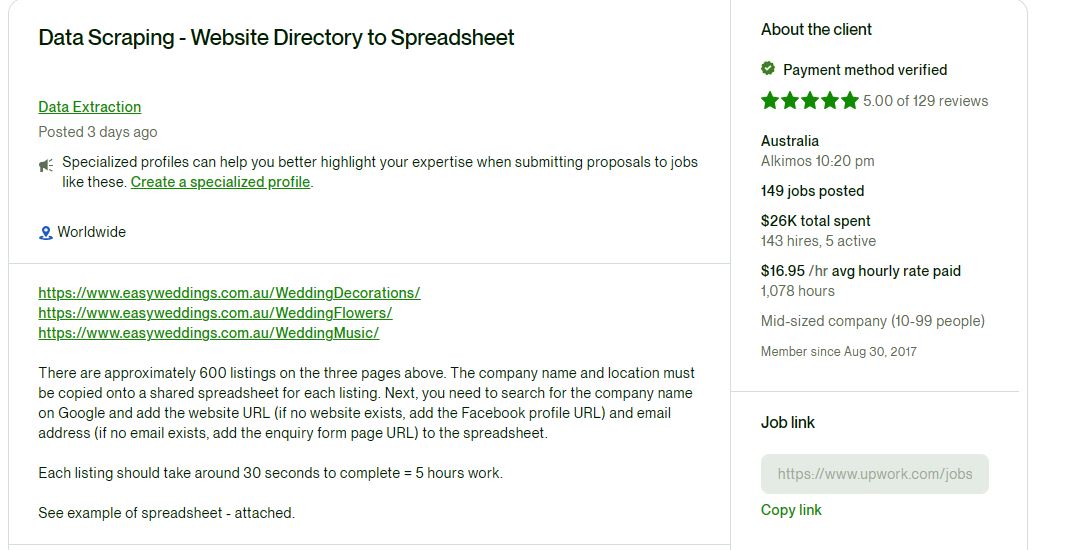 Data Scraping - Website Directory to Spreadsheet
Data Extraction
Posted 3 days ago
Specialized profiles can help you better highlight your expertise when submitting proposals to jobs
like these. Create a specialized profile.
Worldwide
https://www.easyweddings.com.au/WeddingDecorations/
https://www.easyweddings.com.au/WeddingFlowers/
https://www.easyweddings.com.au/WeddingMusic/
There are approximately 600 listings on the three pages above. The company name and location must
be copied onto a shared spreadsheet for each listing. Next, you need to search for the company name
on Google and add the website URL (if no website exists, add the Facebook profile URL) and email
address (if no email exists, add the enquiry form page URL) to the spreadsheet.
Each listing should take around 30 seconds to complete = 5 hours work.
See example of spreadsheet - attached.
About the client
Payment method verified
5.00 of 129 reviews
Australia
Alkimos 10:20 pm
149 jobs posted
$26K total spent
143 hires, 5 active
$16.95 /hr avg hourly rate paid
1,078 hours
Mid-sized company (10-99 people)
Member since Aug 30, 2017
Job link
https://www.upwork.com/jobs
Copy link